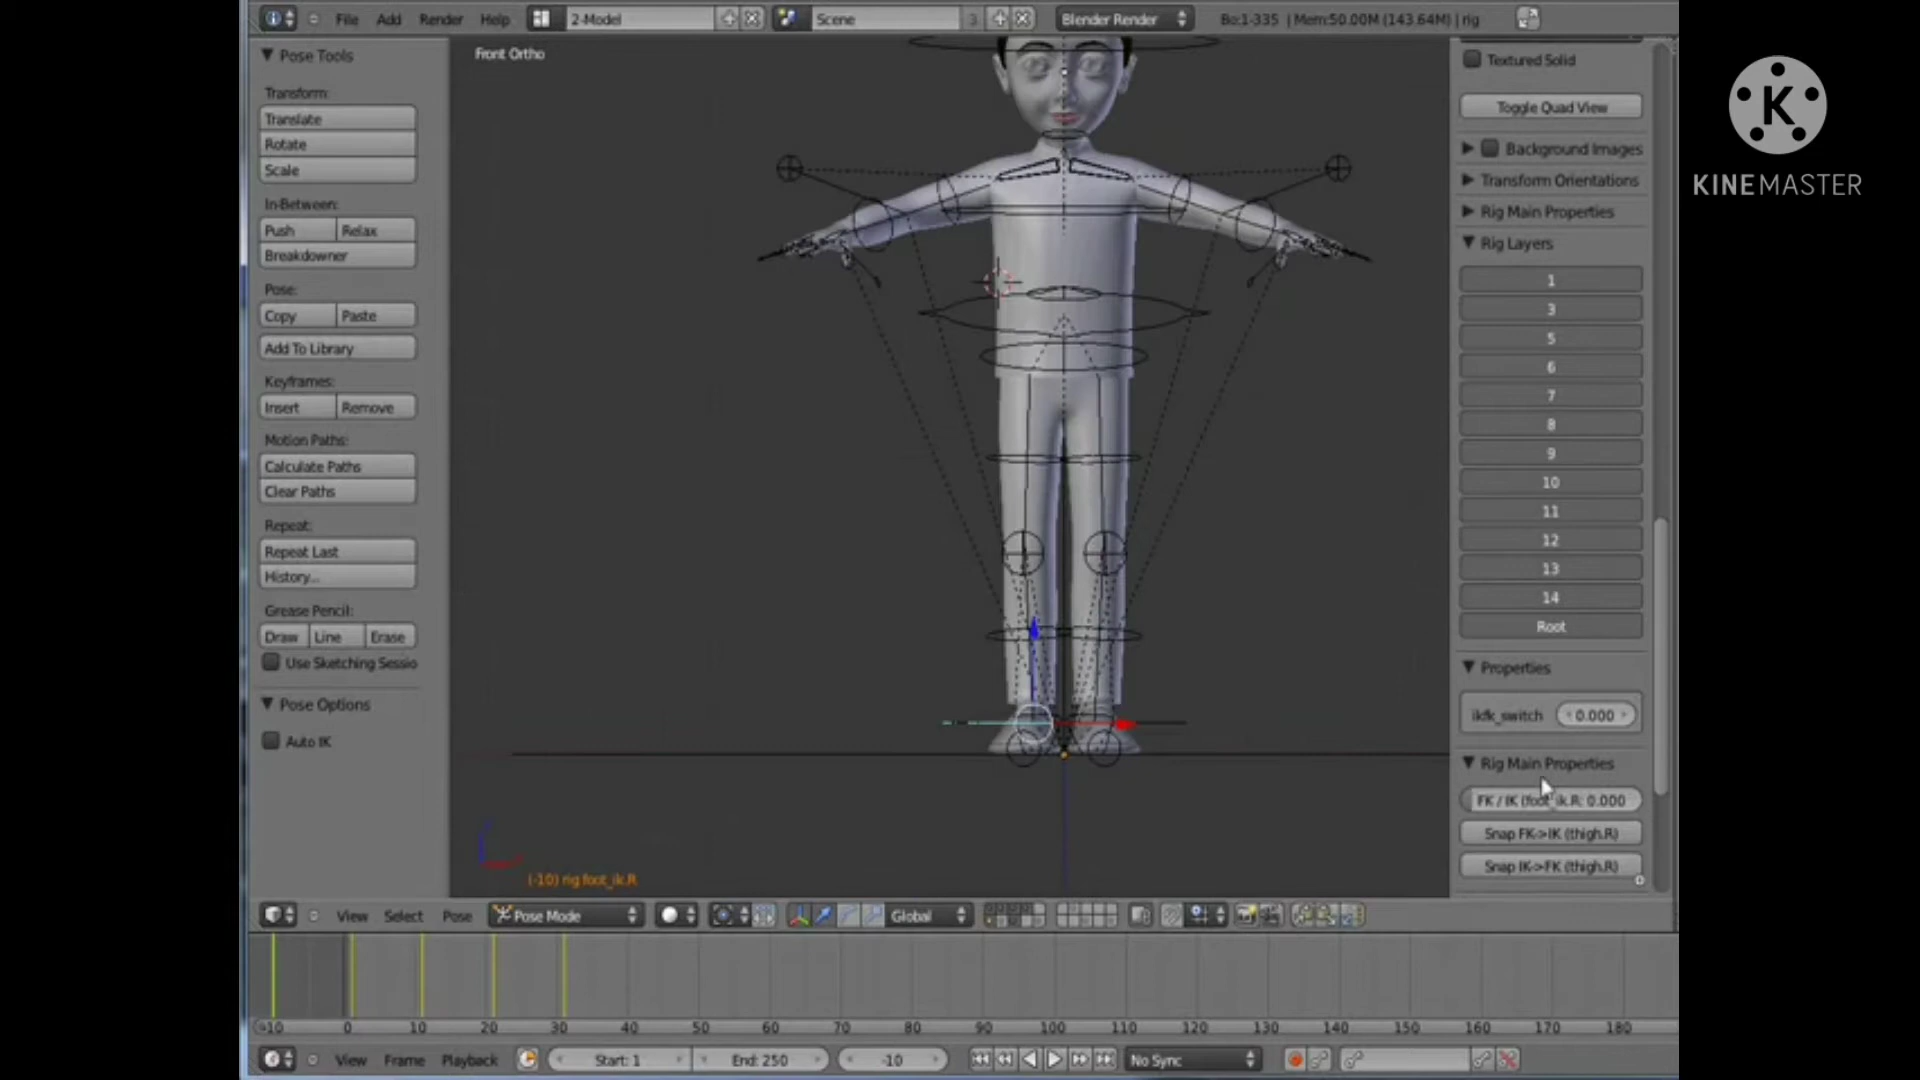 File Add Render Help 2-Model Scene 3 Blender Render Bo:1-335 | Mem:50.00M (143.64M) | rig
Pose Tools
Transform:
Translate
Rotate
Scale
In-Between:
Push Relax
Breakdowner
Pose:
Copy Paste
Add To Library
Keyframes:
Insert Remove
Motion Paths:
Calculate Paths
Clear Paths
Repeat:
Repeat Last
History...
Grease Pencil:
Draw Line Erase
Use Sketching Sessio
Pose Options
Auto IK
Front Ortho
(-10) rig foot_ik.R
Textured Solid
Toggle Quad View
Background Images
Transform Orientations
Rig Main Properties
Rig Layers
1
3
5
6
7
8
9
10
11
12
13
14
Root
Properties
ikfk_switch 0.000
Rig Main Properties
FK / IK (foot_ik.R: 0.000
Snap FK->IK (thigh.R)
Snap IK->FK (thigh.R)
K
KINEMASTER
View Select Pose Pose Mode Global
-10 0 10 20 30 40 50 60 70 80 90 100 110 120 130 140 150 160 170 180
View Frame Playback Start: 1 End: 250 -10 No Sync